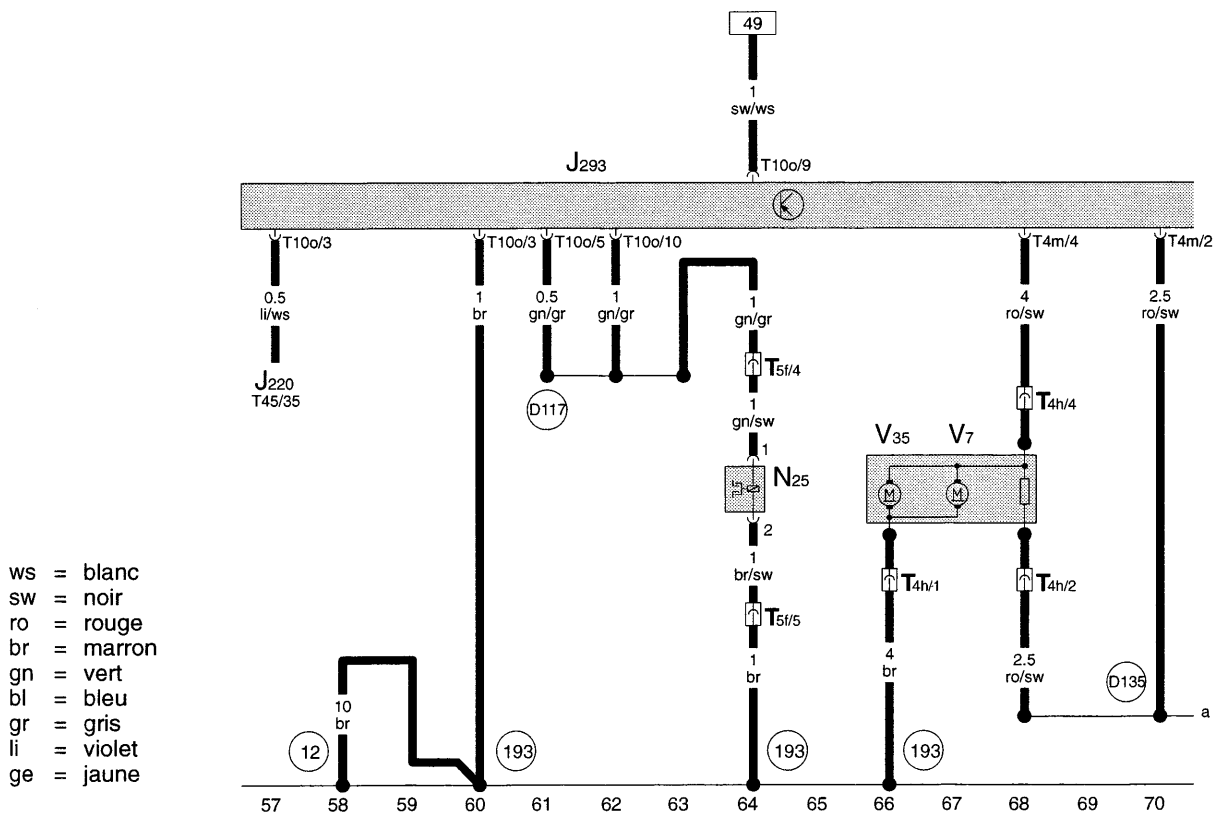 49
1
sw/ws
J293
T10o/9
T10o/3
T10o/3
T10o/5
T10o/10
T4m/4
T4m/2
0.5
li/ws
1
br
0.5
gn/gr
1
gn/gr
1
gn/gr
4
ro/sw
2.5
ro/sw
J220
T45/35
D117
T5f/4
1
gn/sw
T4h/4
V35
V7
1
N25
M
M
2
1
br/sw
T4h/1
T4h/2
T5f/5
ws = blanc
sw = noir
ro = rouge
br = marron
gn = vert
bl = bleu
gr = gris
li = violet
ge = jaune
1
br
4
br
2.5
ro/sw
D135
a
10
br
12
193
193
193
57 58 59 60 61 62 63 64 65 66 67 68 69 70